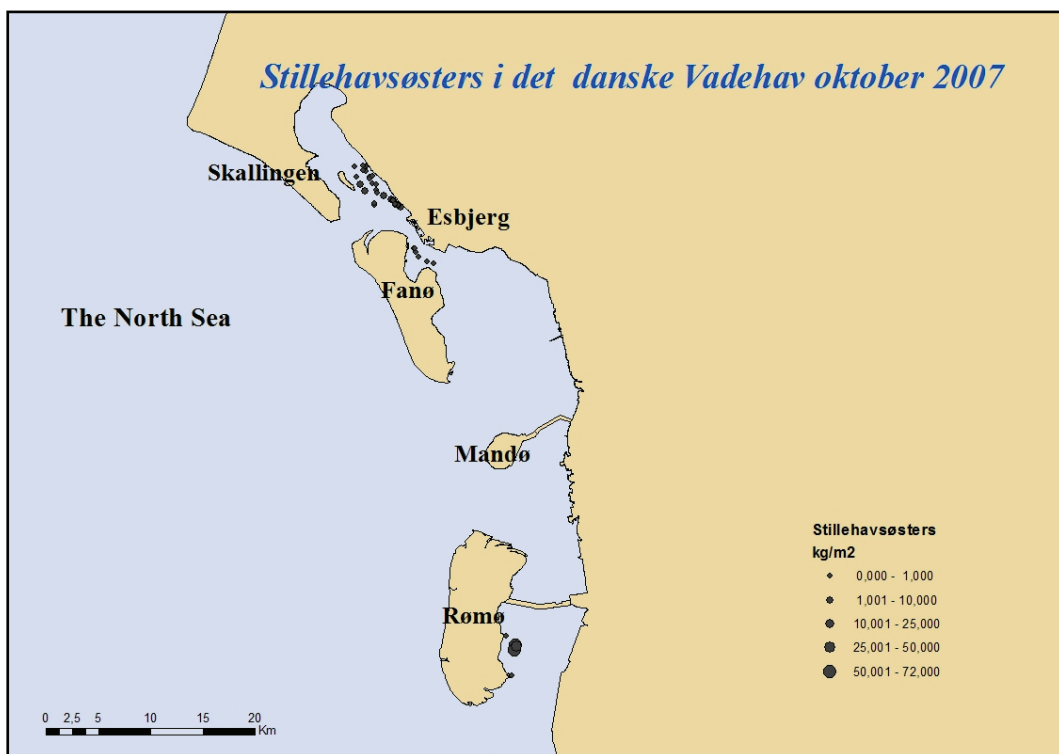 Stillehavsøsters i det danske Vadehav oktober 2007
Skallingen
Esbjerg
Fanø
The North Sea
Mandø
Rømø
Stillehavsøsters
kg/m2
0,000 - 1,000
1,001 - 10,000
10,001 - 25,000
25,001 - 50,000
50,001 - 72,000
0 2,5 5 10 15 20
Km